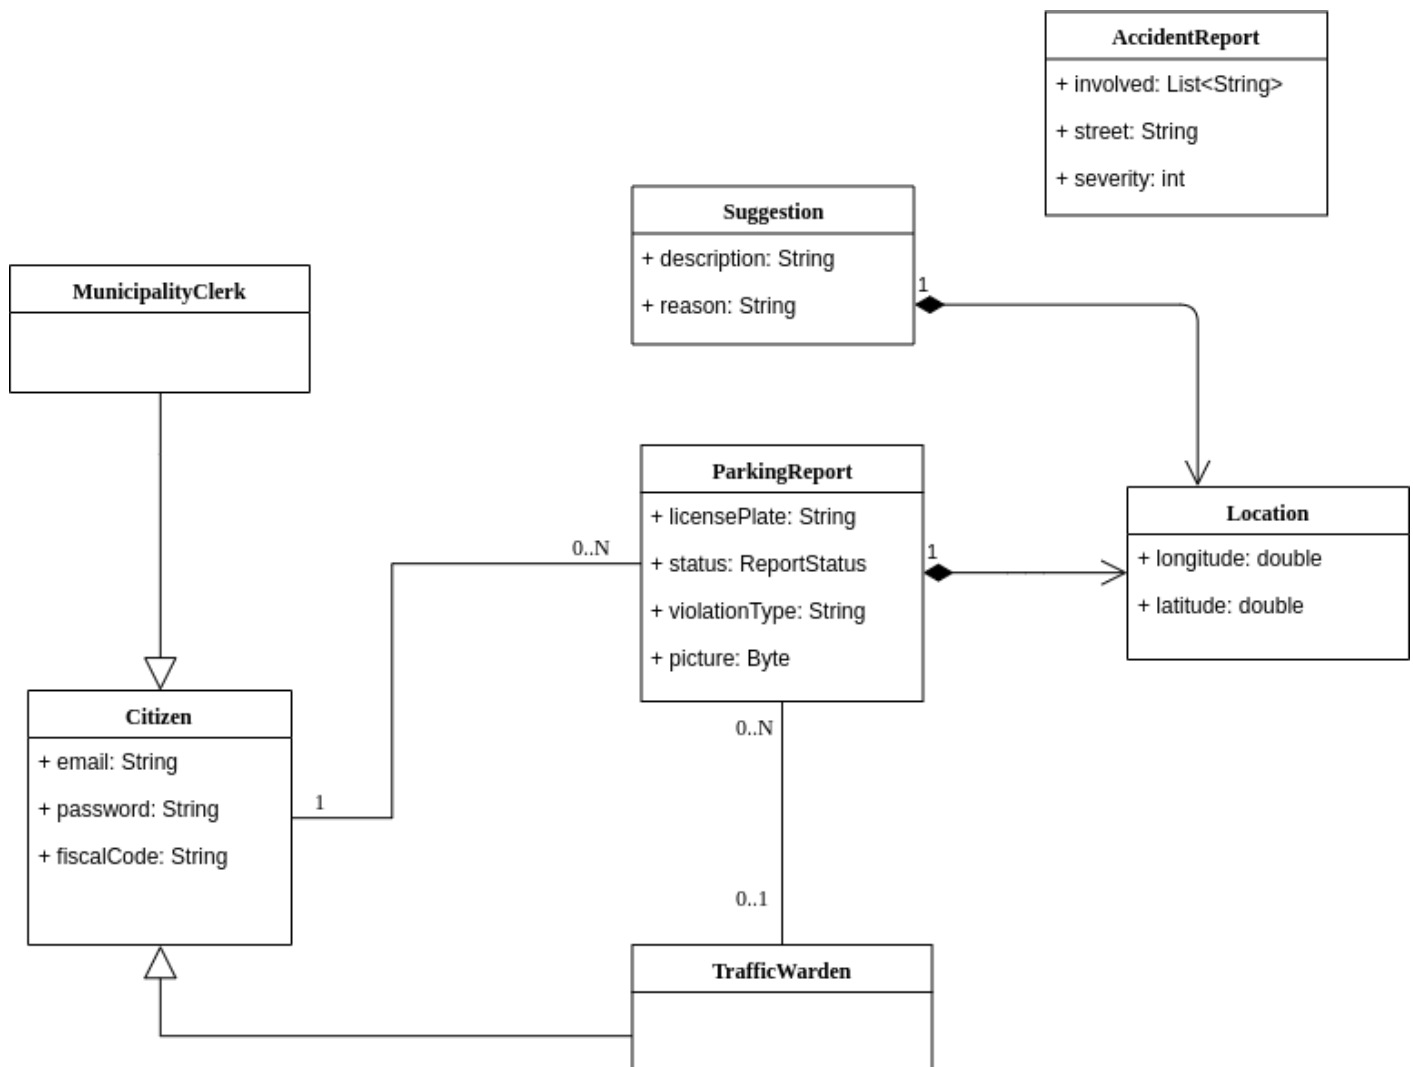 AccidentReport
+ involved: List<String>
+ street: String
+ severity: int
Suggestion
+ description: String
+ reason: String
1
MunicipalityClerk
ParkingReport
+ licensePlate: String
+ status: ReportStatus
+ violationType: String
+ picture: Byte
0..N
1
Location
+ longitude: double
+ latitude: double
Citizen
+ email: String
+ password: String
+ fiscalCode: String
1
0..N
0..1
TrafficWarden